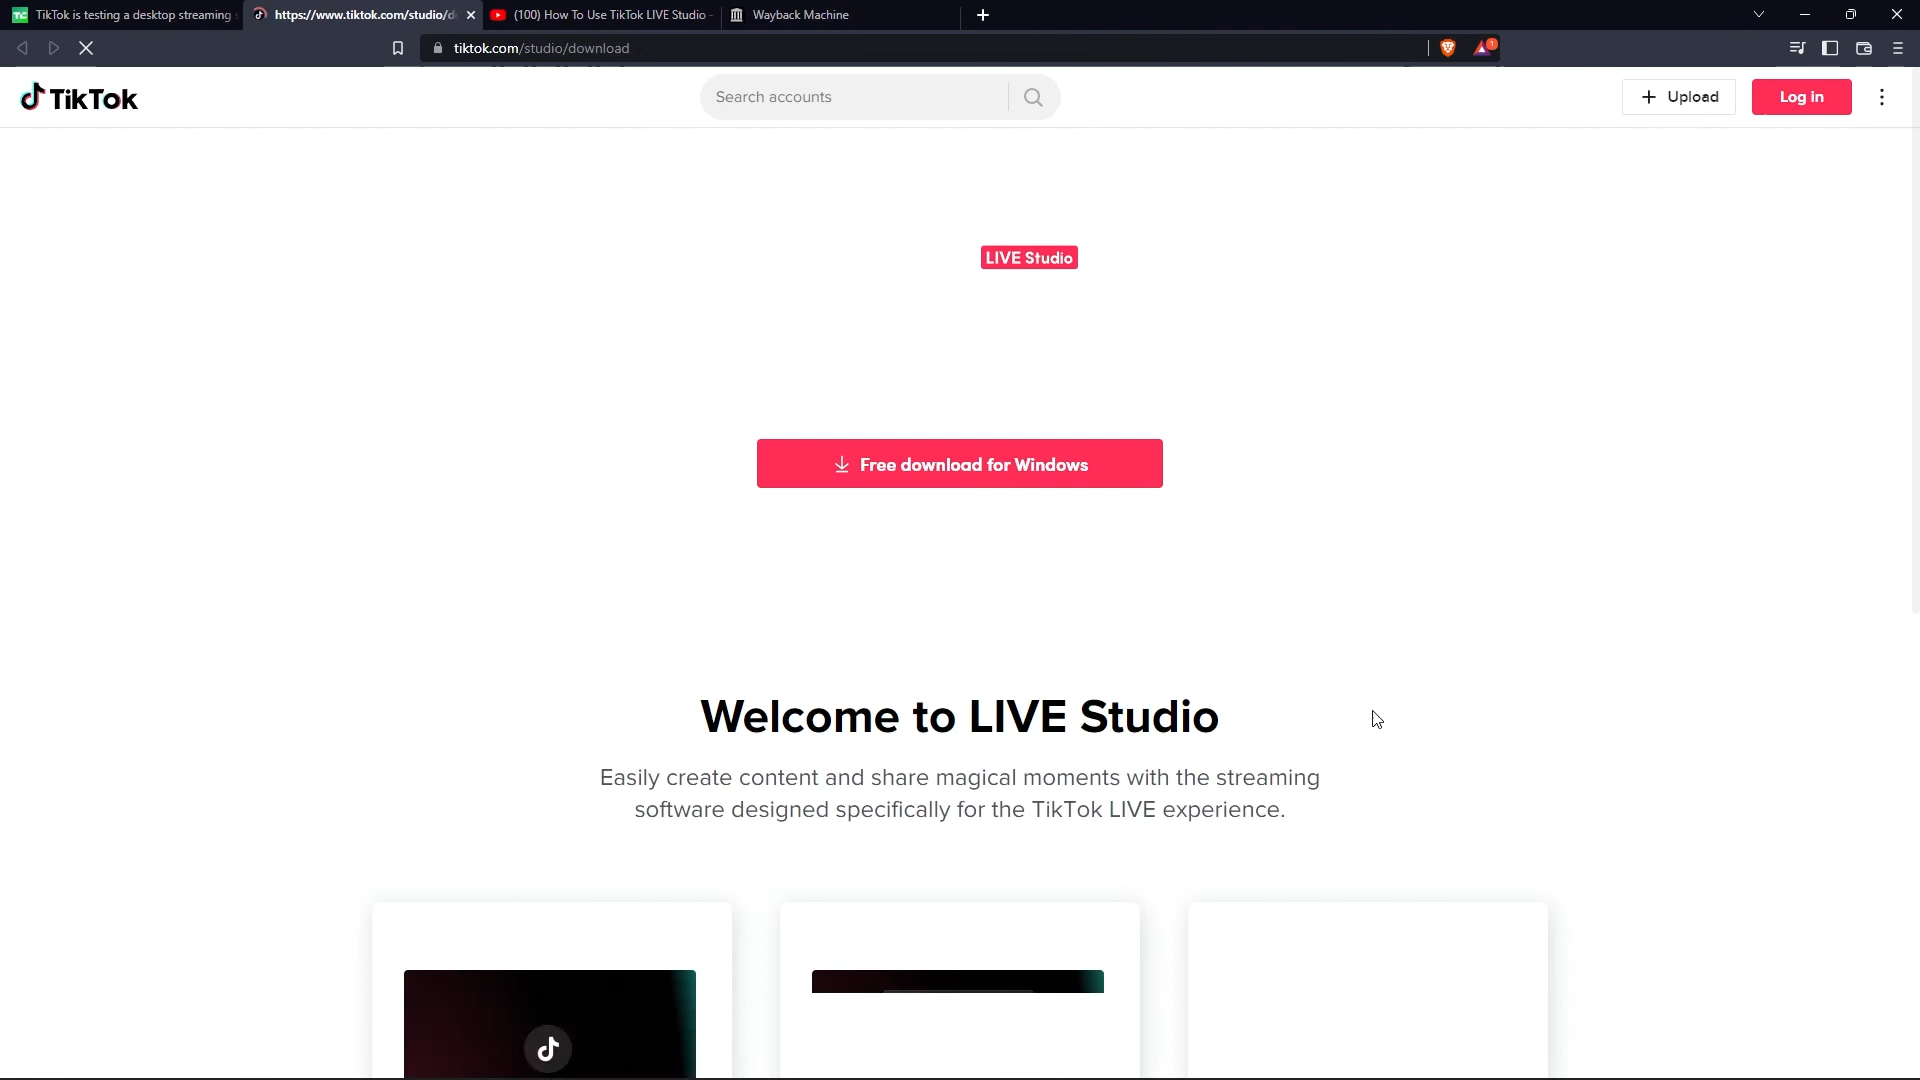 TikTok is testing a desktop streaming
https://www.tiktok.com/studio/d
(100) How To Use TikTok LIVE Studio -
Wayback Machine
tiktok.com/studio/download
1
TikTok
Search accounts
Upload
Log in
LIVE Studio
Free download for Windows
Welcome to LIVE Studio
Easily create content and share magical moments with the streaming
software designed specifically for the TikTok LIVE experience.